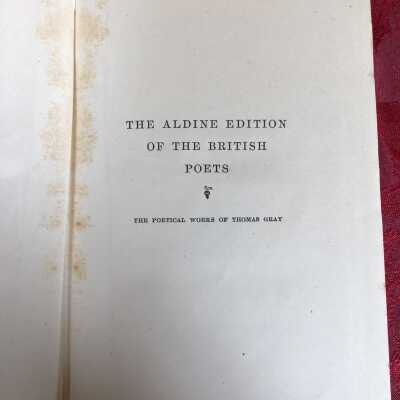 THE ALDINE EDITION
OF THE BRITISH
POETS
THE POETICAL WORKS OF THOMAS GRAY